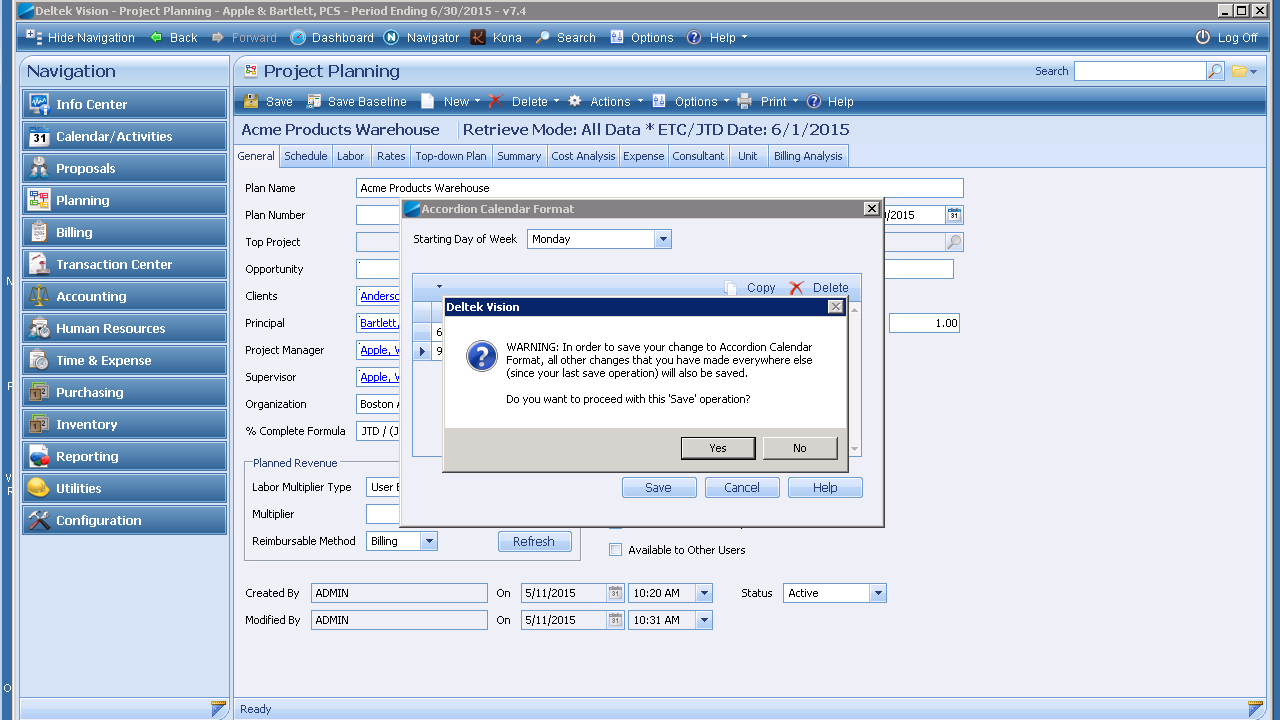 Deltek Vision - Project Planning - Apple & Bartlett, PCS - Period Ending 6/30/2015 - v7.4
Hide Navigation Back Forward Dashboard Navigator Kona Search Options Help Log Off
Navigation
Info Center
31 Calendar/Activities
Proposals
Planning
Billing
Transaction Center
Accounting
Human Resources
Time & Expense
Purchasing
Inventory
Reporting
Utilities
Configuration
Project Planning
Search
Save Save Baseline New Delete Actions Options Print Help
Acme Products Warehouse Retrieve Mode: All Data * ETC/JTD Date: 6/1/2015
General Schedule Labor Rates Top-down Plan Summary Cost Analysis Expense Consultant Unit Billing Analysis
Plan Name Acme Products Warehouse
Plan Number /2015
Top Project
Opportunity
Clients Anderso
Principal Bartlett, 1.00
Project Manager Apple, W
Supervisor Apple, W
Organization Boston A
% Complete Formula JTD / (J
Planned Revenue
Labor Multiplier Type User
Multiplier
Reimbursable Method Billing Refresh
Available to Other Users
Accordion Calendar Format
Starting Day of Week Monday
Copy Delete
6
9
Deltek Vision
WARNING: In order to save your change to Accordion Calendar
Format, all other changes that you have made everywhere else
(since your last save operation) will also be saved.
Do you want to proceed with this 'Save' operation?
Yes No
Save Cancel Help
Created By ADMIN On 5/11/2015 10:20 AM Status Active
Modified By ADMIN On 5/11/2015 10:31 AM
Ready